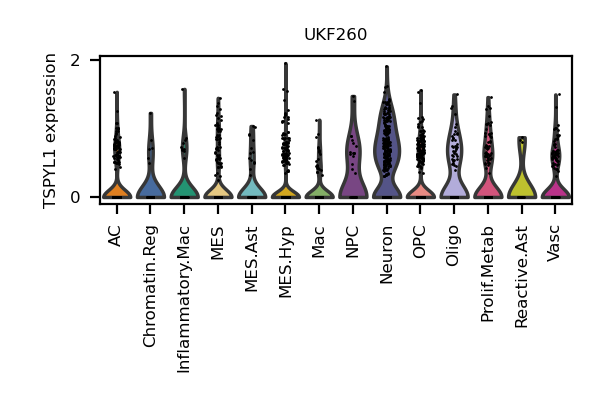 UKF260
TSPYL1 expression
2
0
AC
Chromatin.Reg
Inflammatory.Mac
MES
MES.Ast
MES.Hyp
Mac
NPC
Neuron
OPC
Oligo
Prolif.Metab
Reactive.Ast
Vasc